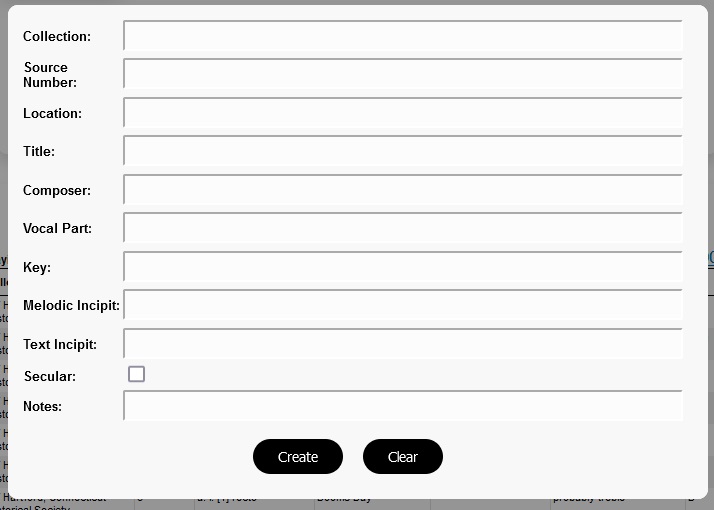 Collection:
Source
Number:
Location:
Title:
Composer:
Vocal Part:
Key:
Melodic Incipit:
Text Incipit:
Secular:
Notes:
Create
Clear